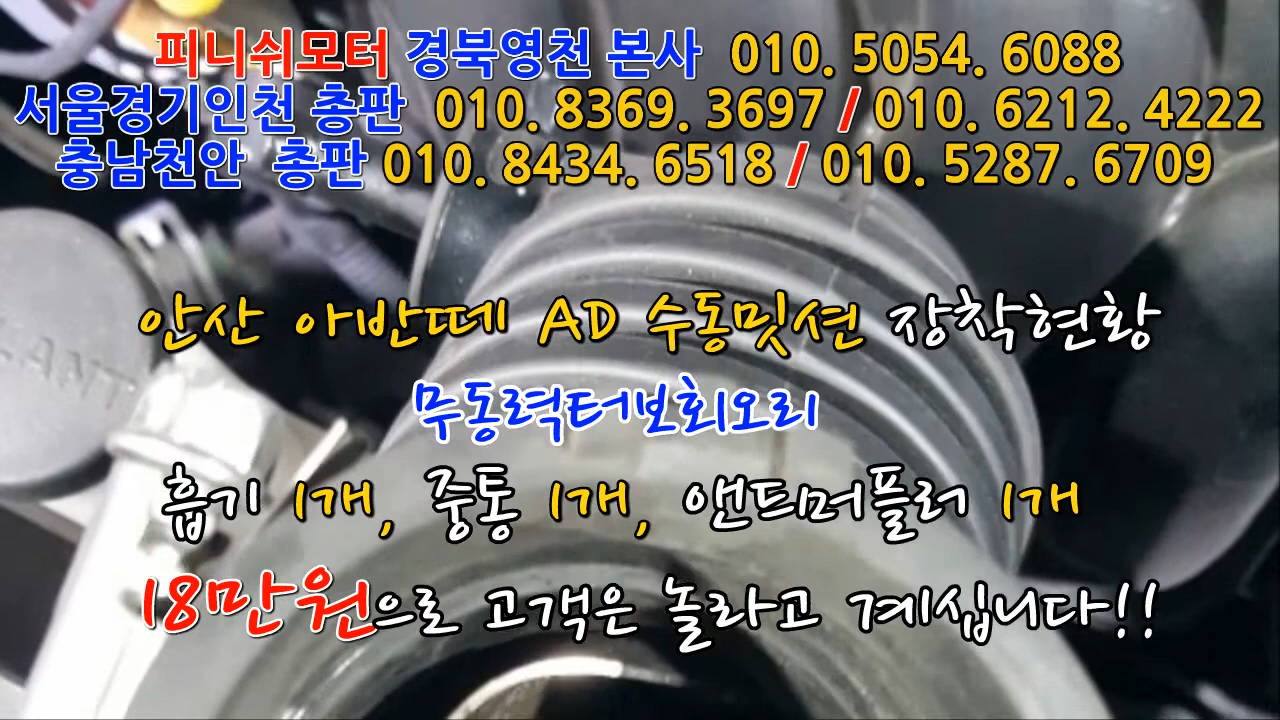 피니쉬모터 경북영천 본사 010. 5054. 6088
서울경기인천 총판 010. 8369. 3697 / 010. 6212. 4222
충남천안 총판 010. 8434. 6518 / 010. 5287. 6709
안산 아반떼 AD 수동밋션 장착현황
무동력터보회오리
흡기 1개, 중통 1개, 앤드머플러 1개
18만원으로 고객은 놀라고 계십니다!!